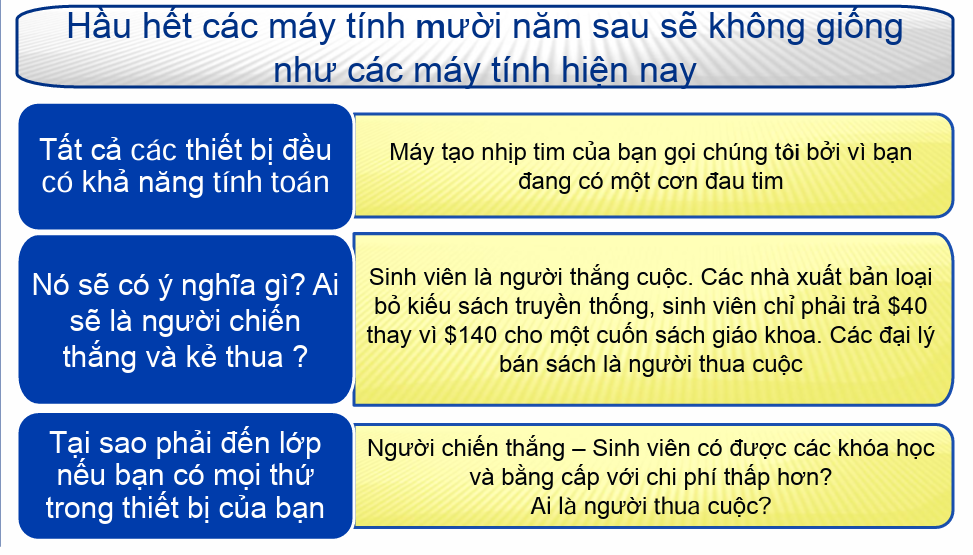 Hầu hết các máy tính mười năm sau sẽ không giống
như các máy tính hiện nay
Tất cả các thiết bị đều
có khả năng tính toán
Máy tạo nhịp tim của bạn gọi chúng tôi bởi vì bạn
đang có một cơn đau tim
Nó sẽ có ý nghĩa gì? Ai
sẽ là người chiến
thắng và kẻ thua ?
Sinh viên là người thắng cuộc. Các nhà xuất bản loại
bỏ kiểu sách truyền thống, sinh viên chỉ phải trả $40
thay vì $140 cho một cuốn sách giáo khoa. Các đại lý
bán sách là người thua cuộc
Tại sao phải đến lớp
nếu bạn có mọi thứ
trong thiết bị của bạn
Người chiến thắng – Sinh viên có được các khóa học
và bằng cấp với chi phí thấp hơn?
Ai là người thua cuộc?